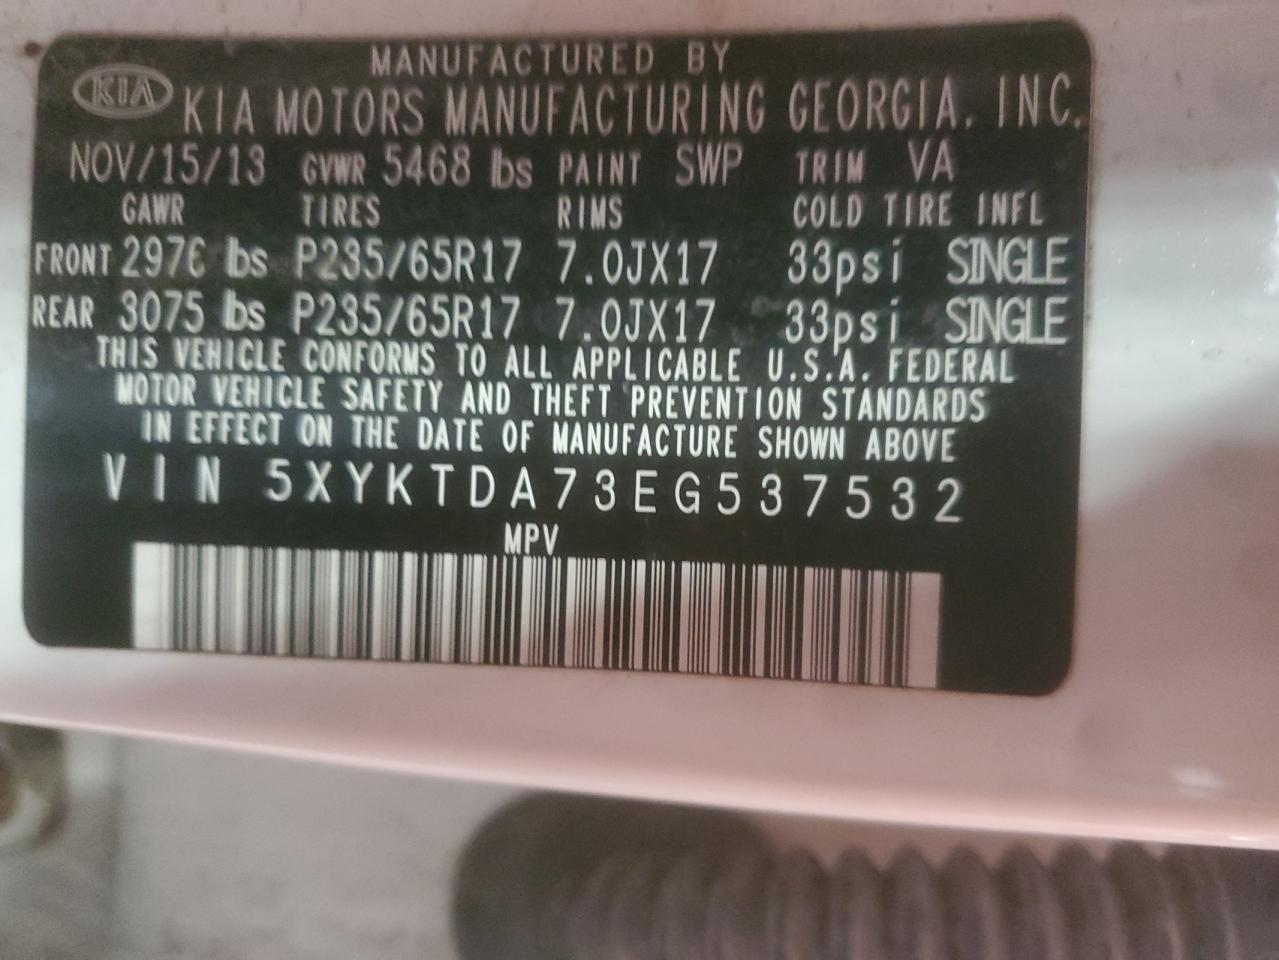 MANUFACTURED BY
KIA KIA MOTORS MANUFACTURING GEORGIA, INC.
NOV/15/13 GVWR 5468 lbs PAINT SWP TRIM VA
GAWR TIRES RIMS COLD TIRE INFL
FRONT 2976 lbs P235/65R17 7.0JX17 33psi SINGLE
REAR 3075 lbs P235/65R17 7.0JX17 33psi SINGLE
THIS VEHICLE CONFORMS TO ALL APPLICABLE U.S.A. FEDERAL
MOTOR VEHICLE SAFETY AND THEFT PREVENTION STANDARDS
IN EFFECT ON THE DATE OF MANUFACTURE SHOWN ABOVE
VIN 5XYKTDA73EG537532
MPV